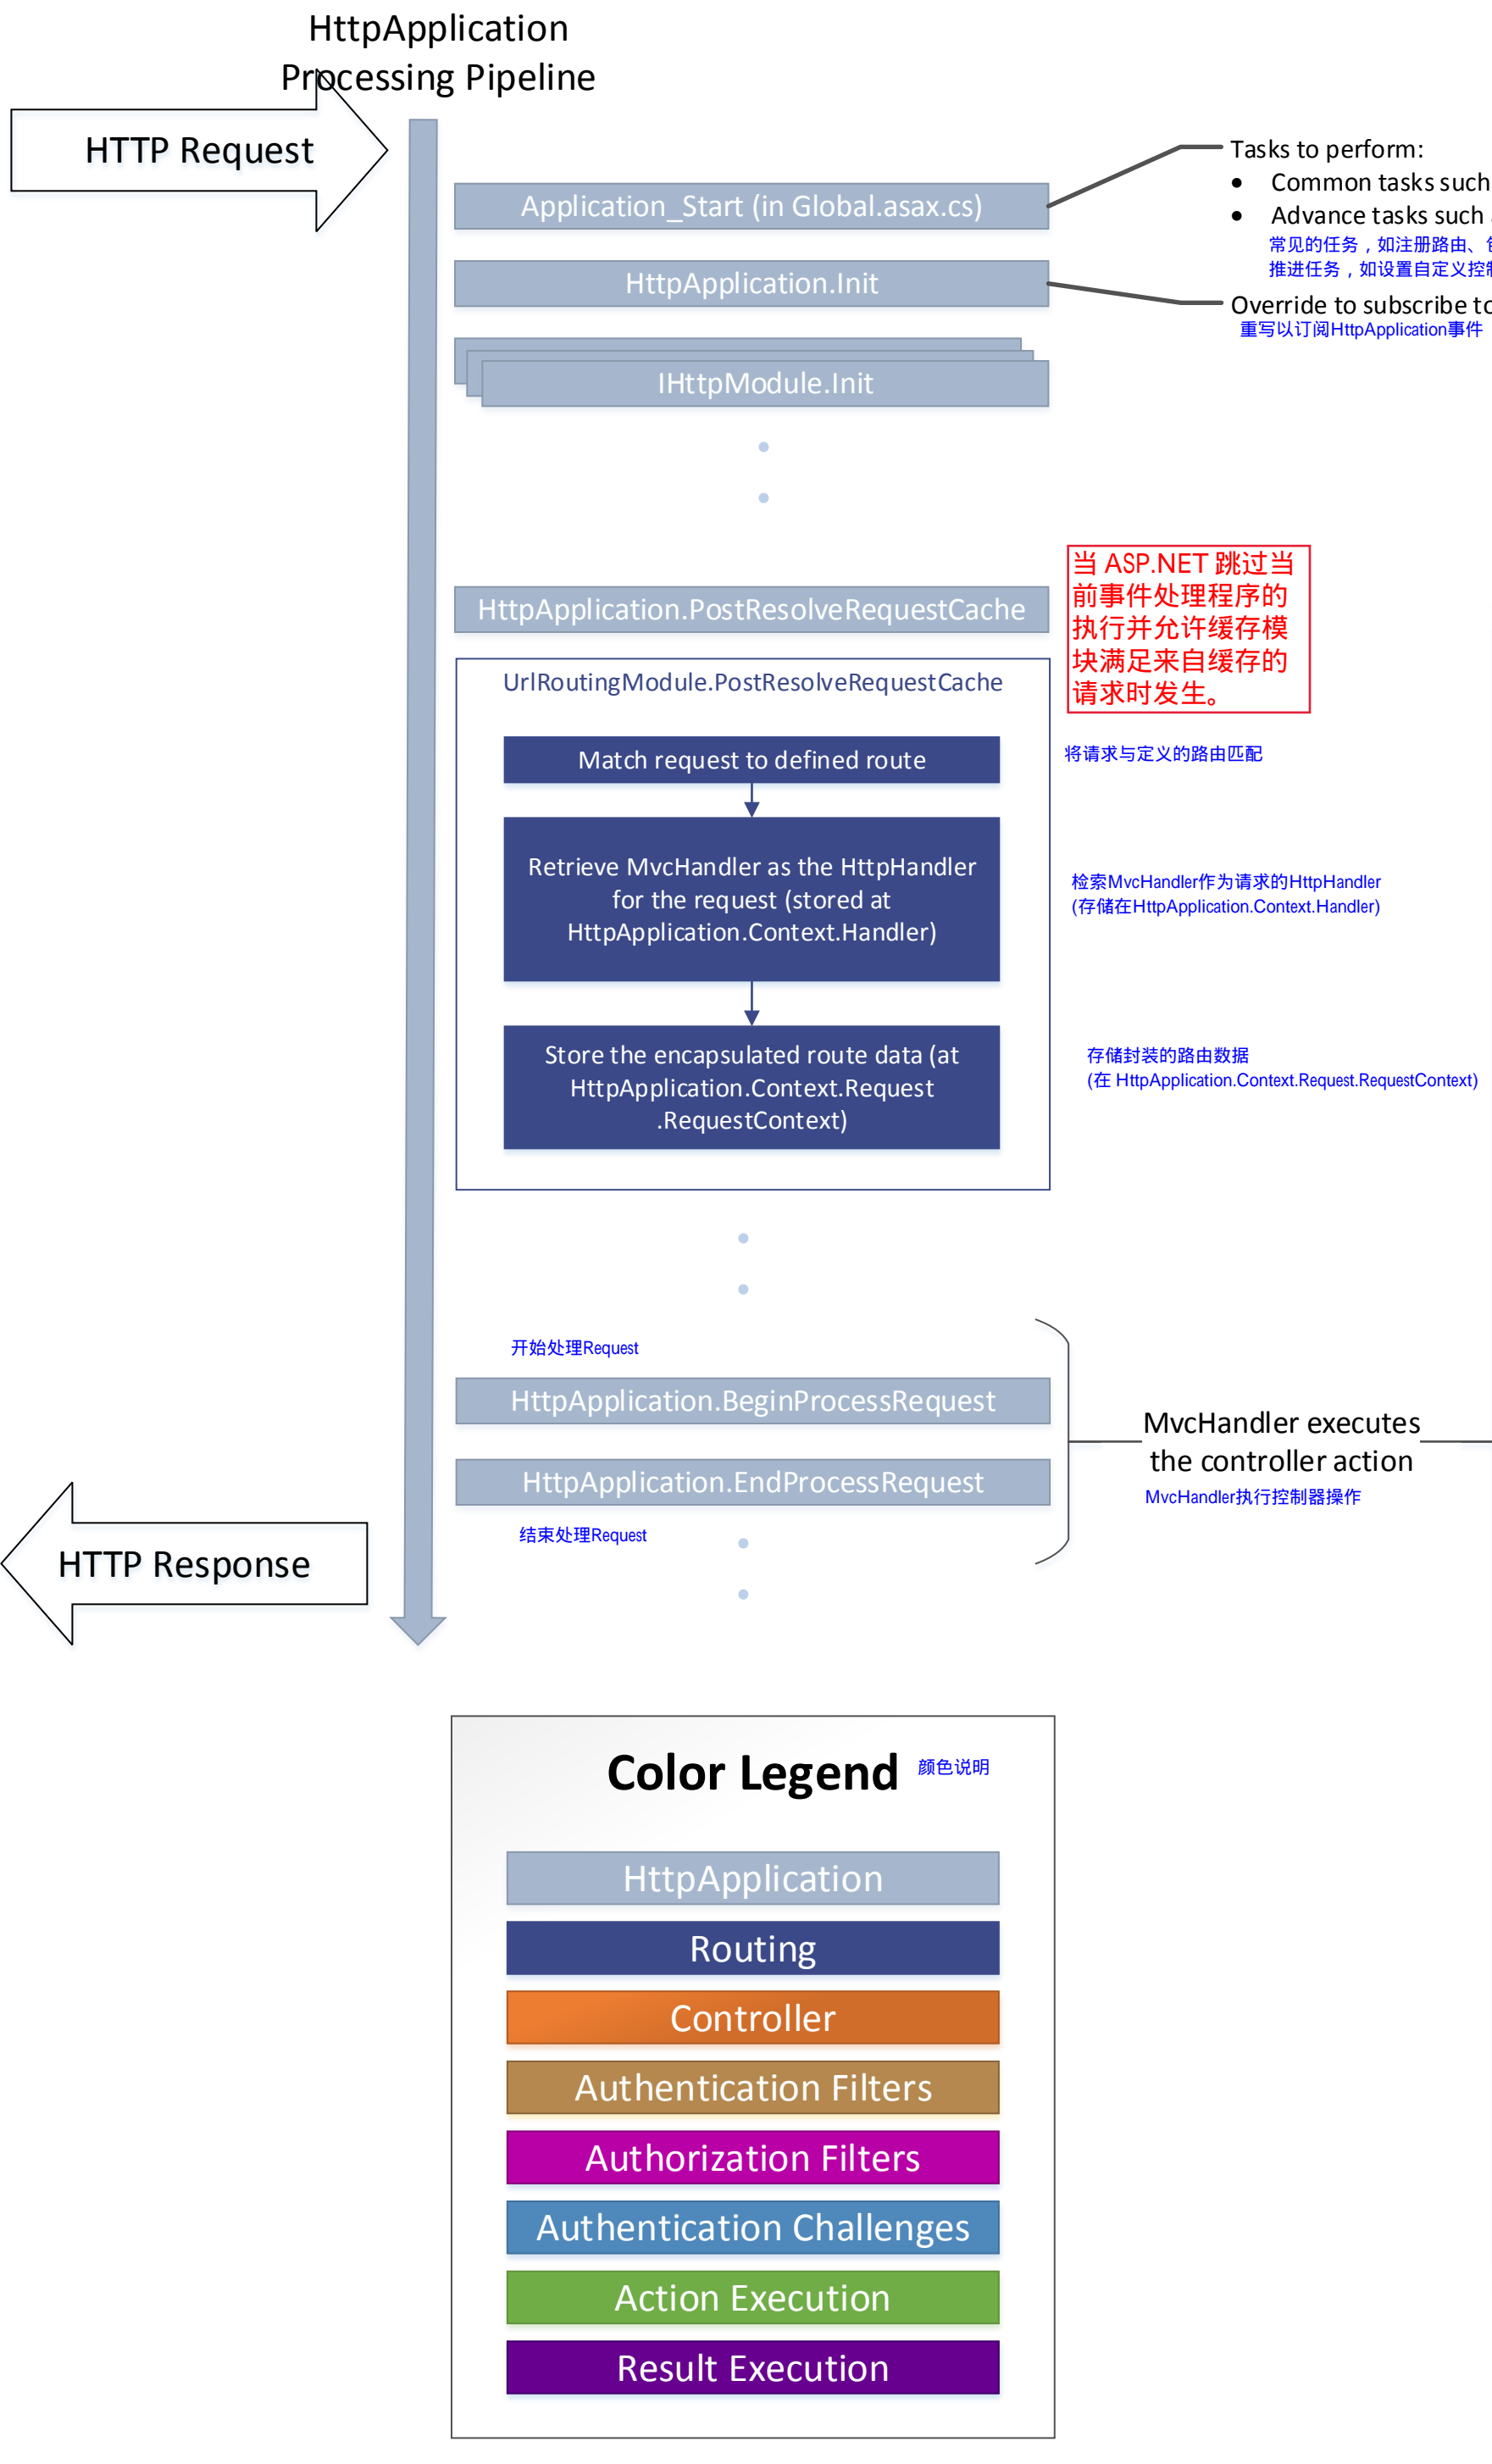 HttpApplication
Processing Pipeline
HTTP Request
Application_Start (in Global.asax.cs)
Tasks to perform:
• Common tasks such
• Advance tasks such
常见的任务，如注册路由、
推进任务，如设置自定义控
HttpApplication.Init
Override to subscribe to
重写以订阅HttpApplication事件
IHttpModule.Init
HttpApplication.PostResolveRequestCache
当 ASP.NET 跳过当
前事件处理程序的
执行并允许缓存模
块满足来自缓存的
请求时发生。
UrlRoutingModule.PostResolveRequestCache
Match request to defined route
将请求与定义的路由匹配
Retrieve MvcHandler as the HttpHandler
for the request (stored at
HttpApplication.Context.Handler)
检索MvcHandler作为请求的HttpHandler
(存储在HttpApplication.Context.Handler)
Store the encapsulated route data (at
HttpApplication.Context.Request
.RequestContext)
存储封装的路由数据
(在 HttpApplication.Context.Request.RequestContext)
开始处理Request
HttpApplication.BeginProcessRequest
HttpApplication.EndProcessRequest
结束处理Request
MvcHandler executes
the controller action
MvcHandler执行控制器操作
HTTP Response
Color Legend 颜色说明
HttpApplication
Routing
Controller
Authentication Filters
Authorization Filters
Authentication Challenges
Action Execution
Result Execution